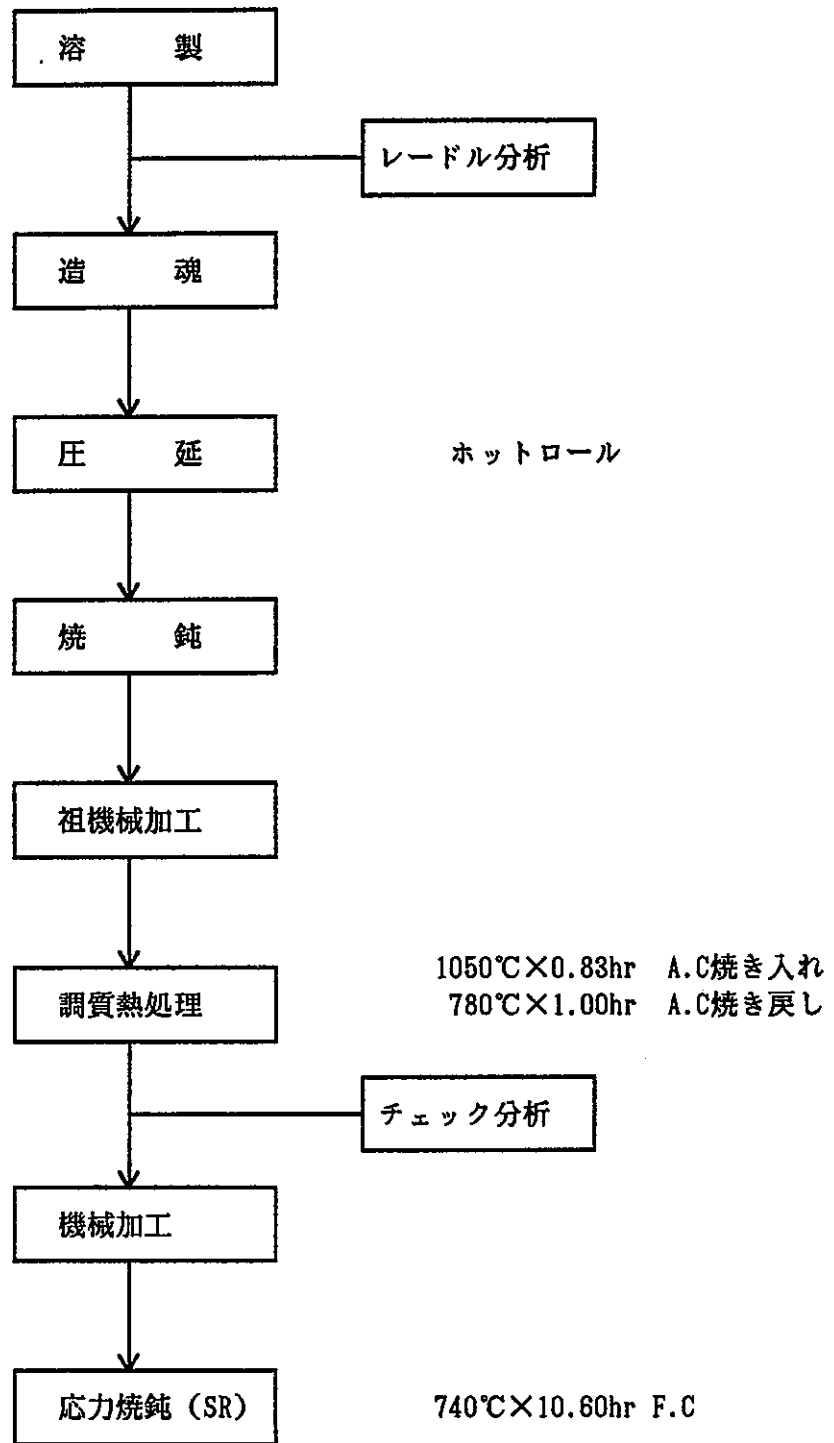 溶 製
レードル分析
造 魂
圧 延 ホットロール
焼 鈍
祖機械加工
1050℃×0.83hr A.C焼き入れ
調質熱処理
780℃×1.00hr A.C焼き戻し
チェック分析
機械加工
応力焼鈍(SR) 740℃×10.60hr F.C